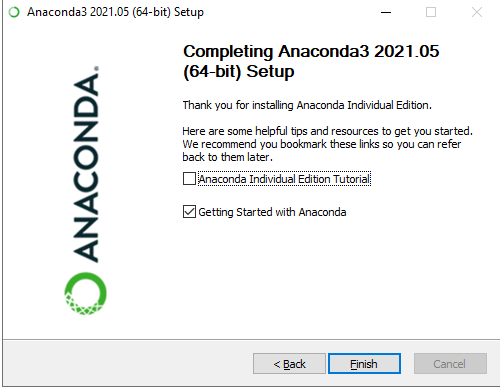 Anaconda3 2021.05 (64-bit) Setup
Completing Anaconda3 2021.05
(64-bit) Setup
Thank you for installing Anaconda Individual Edition.
Here are some helpful tips and resources to get you started.
We recommend you bookmark these links so you can refer
back to them later.
Anaconda Individual Edition Tutorial
Getting Started with Anaconda
ANACONDA.
< Back
Finish
Cancel